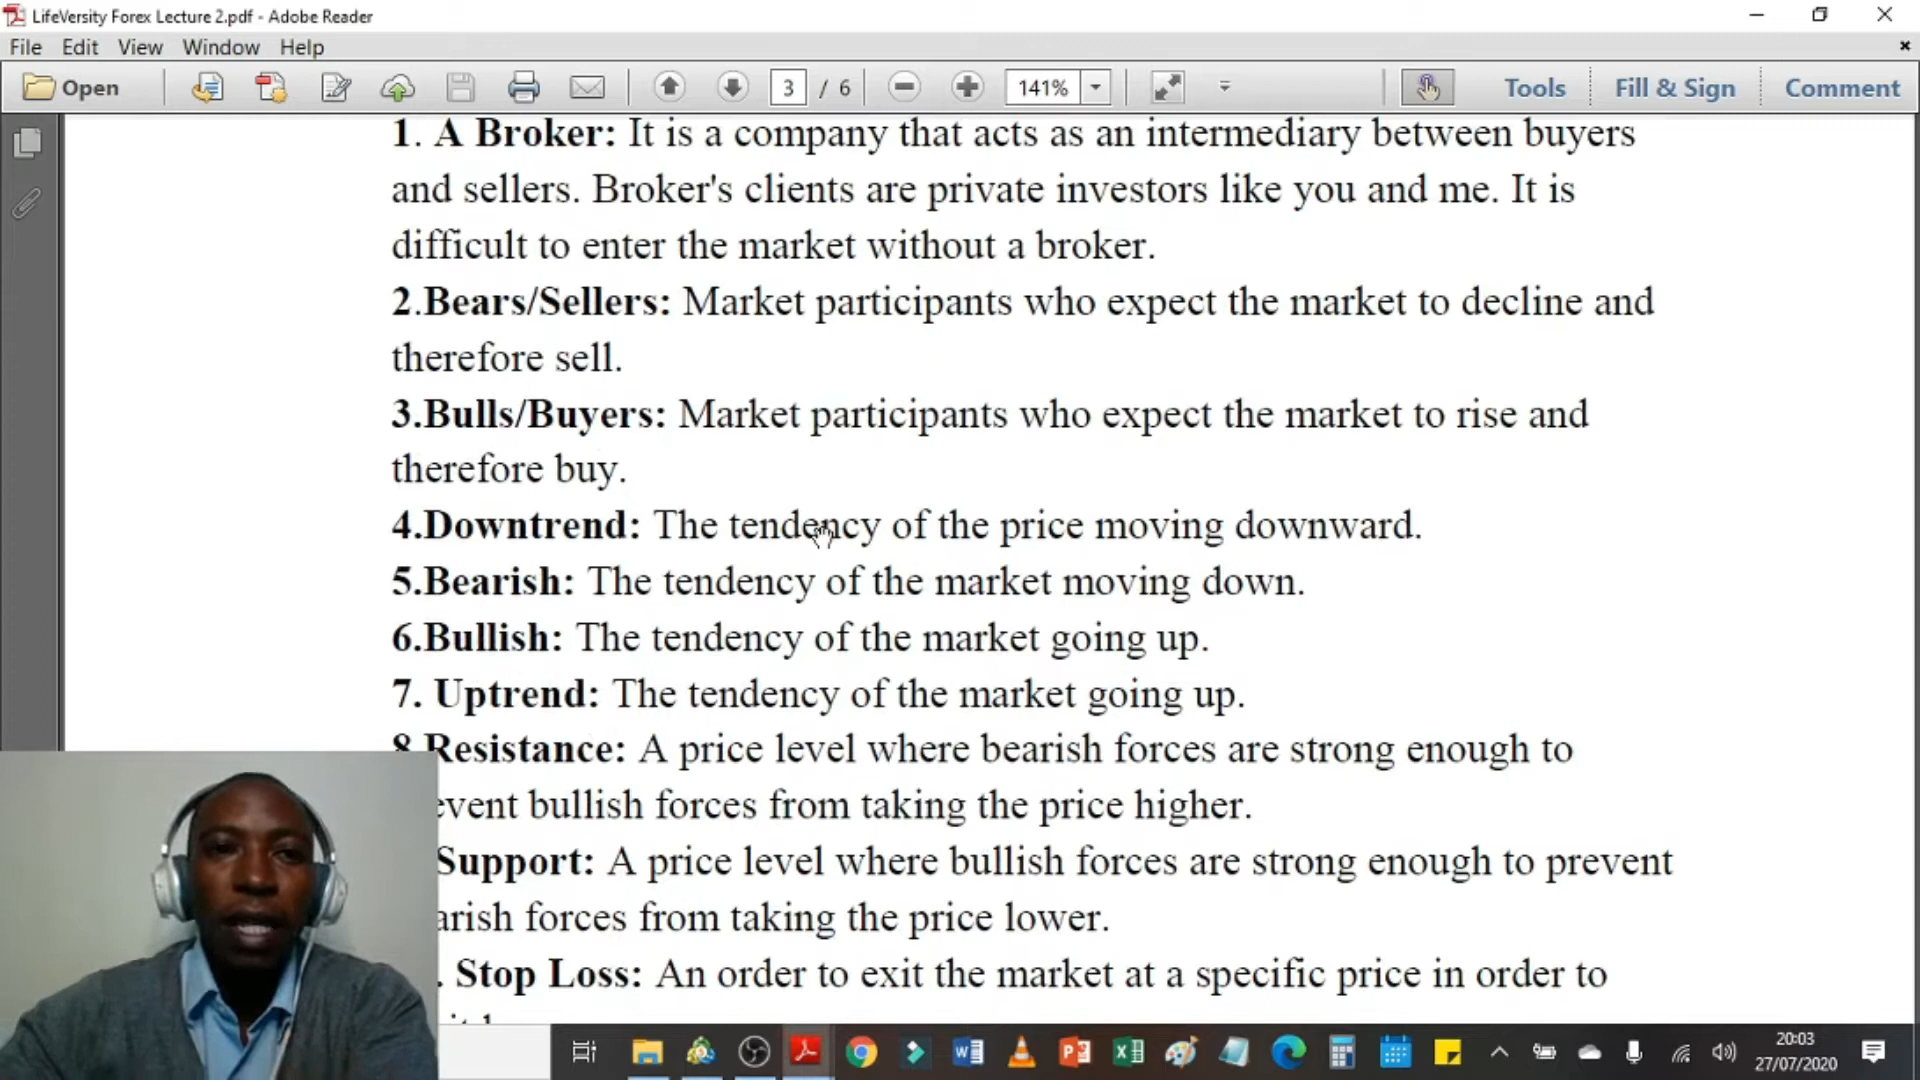 LifeVersity Forex Lecture 2.pdf - Adobe Reader
File Edit View Window Help
Open 3 / 6 141% Tools Fill & Sign Comment
1. A Broker: It is a company that acts as an intermediary between buyers
and sellers. Broker's clients are private investors like you and me. It is
difficult to enter the market without a broker.
2.Bears/Sellers: Market participants who expect the market to decline and
therefore sell.
3.Bulls/Buyers: Market participants who expect the market to rise and
therefore buy.
4.Downtrend: The tendency of the price moving downward.
5.Bearish: The tendency of the market moving down.
6.Bullish: The tendency of the market going up.
7. Uptrend: The tendency of the market going up.
8.Resistance: A price level where bearish forces are strong enough to
event bullish forces from taking the price higher.
Support: A price level where bullish forces are strong enough to prevent
arish forces from taking the price lower.
. Stop Loss: An order to exit the market at a specific price in order to
20:03
27/07/2020